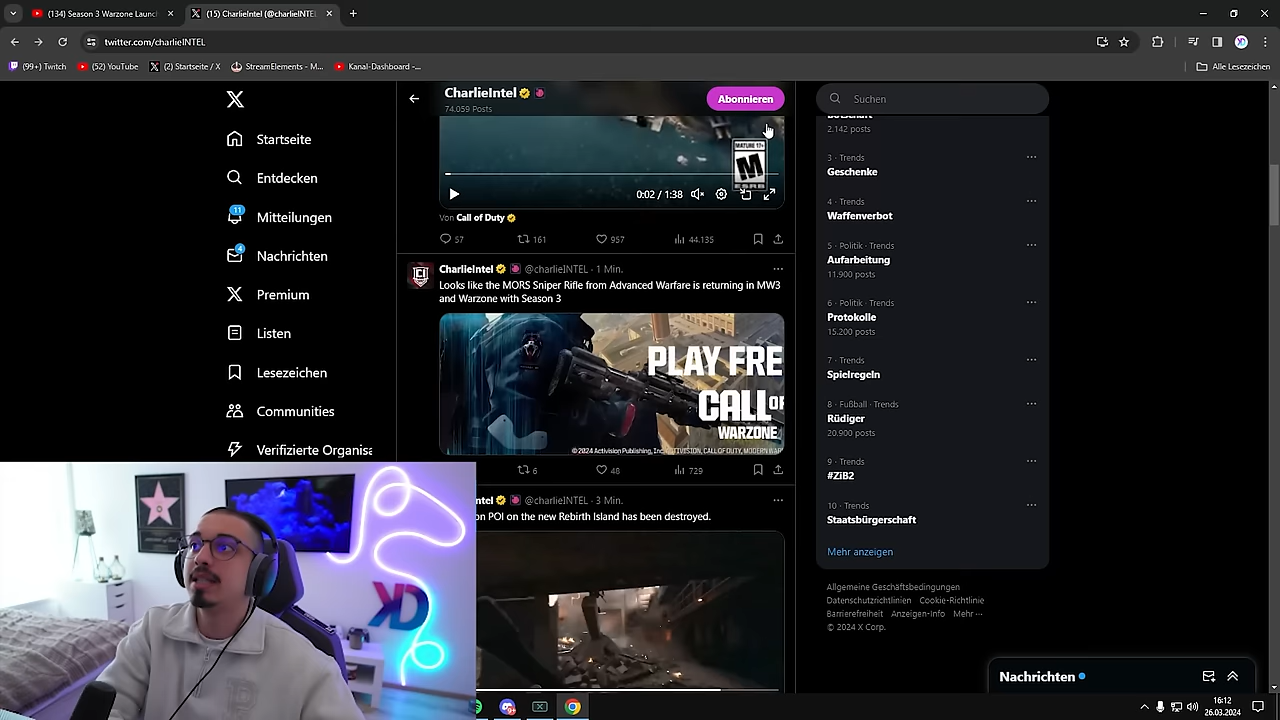 (134) Season 3 Warzone Launch
(15) CharlieIntel (@charlieINTEL
twitter.com/charlieINTEL
(99+) Twitch
(52) YouTube
(2) Startseite / X
StreamElements - M...
Kanal-Dashboard -...
Alle Lesezeichen
CharlieIntel
74.059 Posts
Abonnieren
Suchen
Startseite
Entdecken
11
Mitteilungen
4
Nachrichten
Premium
Listen
Lesezeichen
Communities
Verifizierte Organisa
MATURE 17+
M
ESRB
0:02 / 1:38
Von Call of Duty
57
161
957
44.135
CharlieIntel @charlieINTEL · 1 Min.
Looks like the MORS Sniper Rifle from Advanced Warfare is returning in MW3
and Warzone with Season 3
PLAY FRE
CALL OF
WARZONE
6
48
729
ntel @charlieINTEL · 3 Min.
on POI on the new Rebirth Island has been destroyed.
2.142 posts
3 · Trends
Geschenke
4 · Trends
Waffenverbot
5 · Politik · Trends
Aufarbeitung
11.900 posts
6 · Politik · Trends
Protokolle
15.200 posts
7 · Trends
Spielregeln
8 · Fußball · Trends
Rüdiger
20.900 posts
9 · Trends
#ZiB2
10 · Trends
Staatsbürgerschaft
Mehr anzeigen
Allgemeine Geschäftsbedingungen
Datenschutzrichtlinien Cookie-Richtlinie
Barrierefreiheit Anzeigen-Info Mehr ···
© 2024 X Corp.
Nachrichten
KD
16:12
26.03.2024